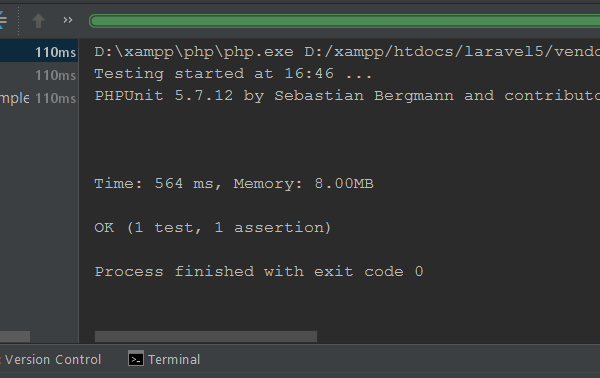 110ms
110ms
mple 110ms
D:\xampp\php\php.exe D:/xampp/htdocs/laravel5/vendo
Testing started at 16:46 ...
PHPUnit 5.7.12 by Sebastian Bergmann and contributo
Time: 564 ms, Memory: 8.00MB
OK (1 test, 1 assertion)
Process finished with exit code 0
: Version Control
Terminal